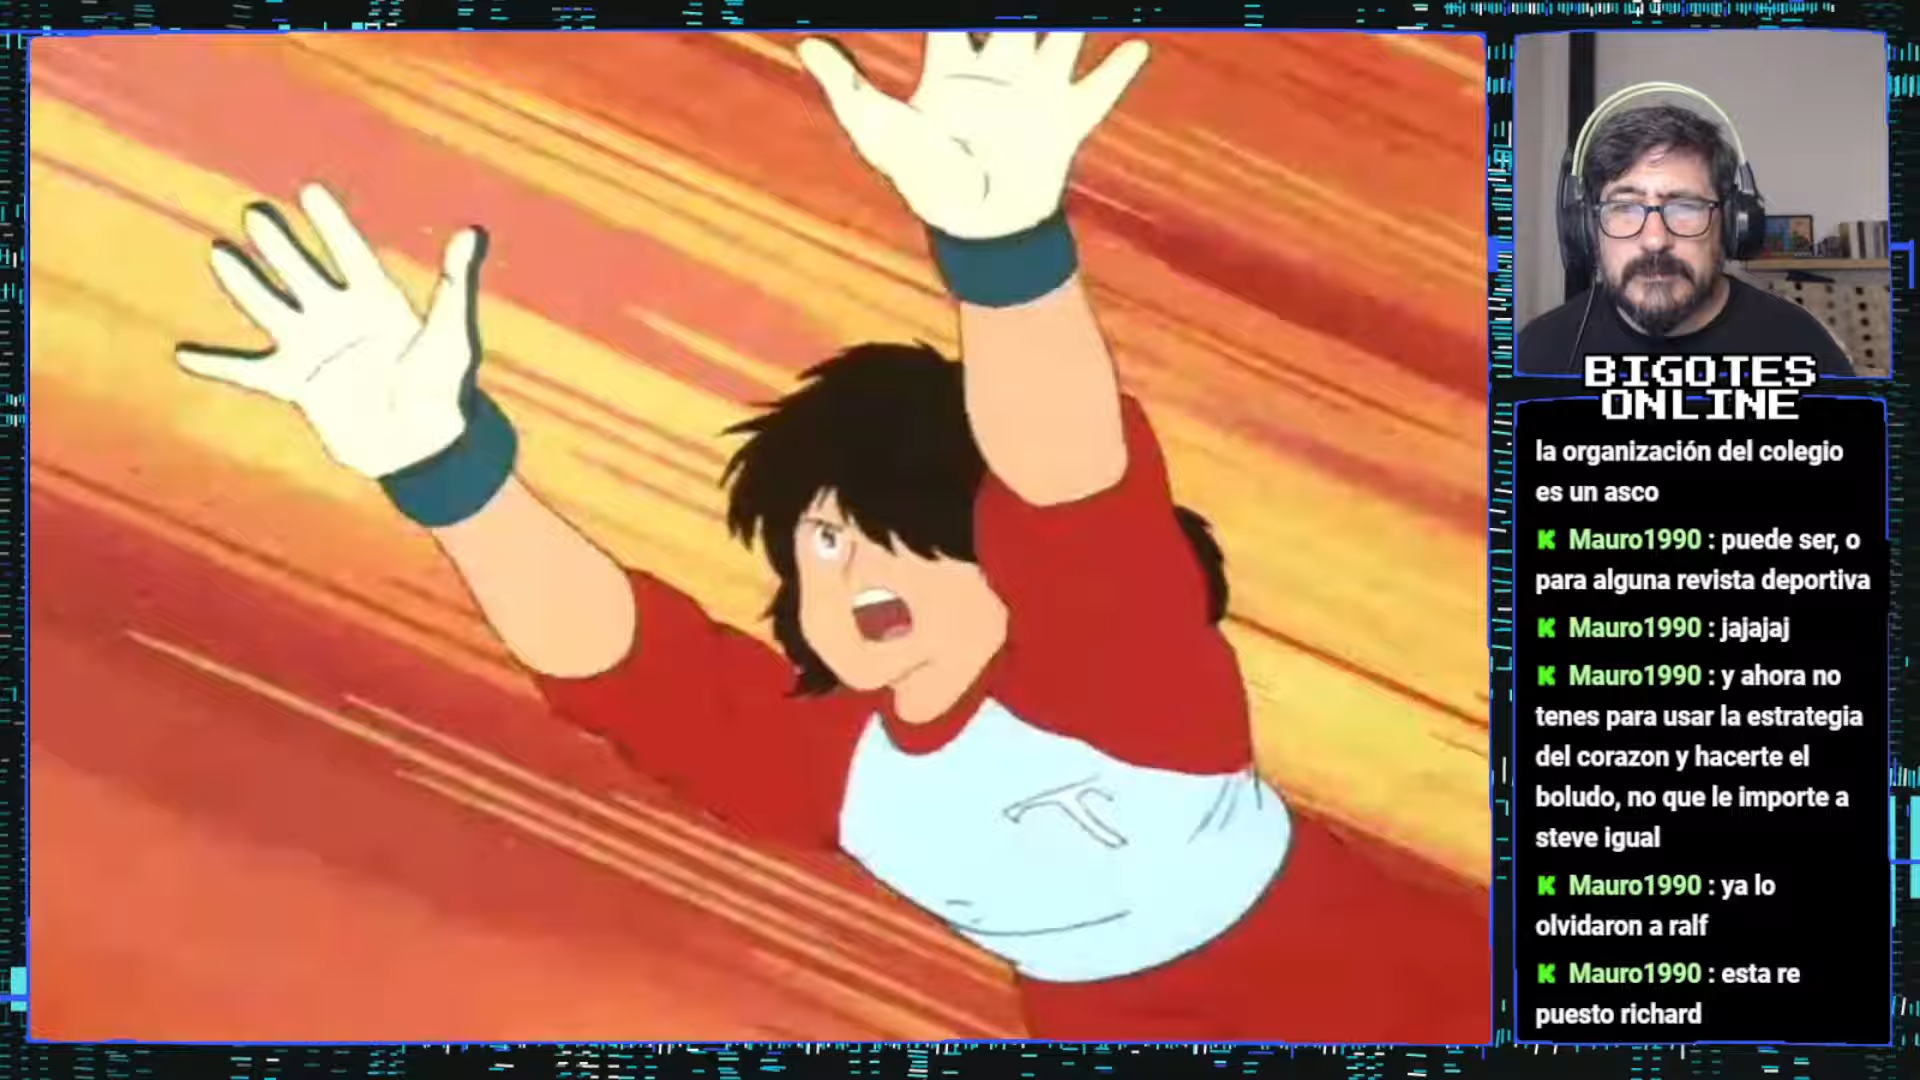 T
BIGOTES
ONLINE
la organización del colegio
es un asco
K Mauro1990 : puede ser, o
para alguna revista deportiva
K Mauro1990 : jajajaj
K Mauro1990 : y ahora no
tenes para usar la estrategia
del corazon y hacerte el
boludo, no que le importe a
steve igual
K Mauro1990 : ya lo
olvidaron a ralf
K Mauro1990 : esta re
puesto richard